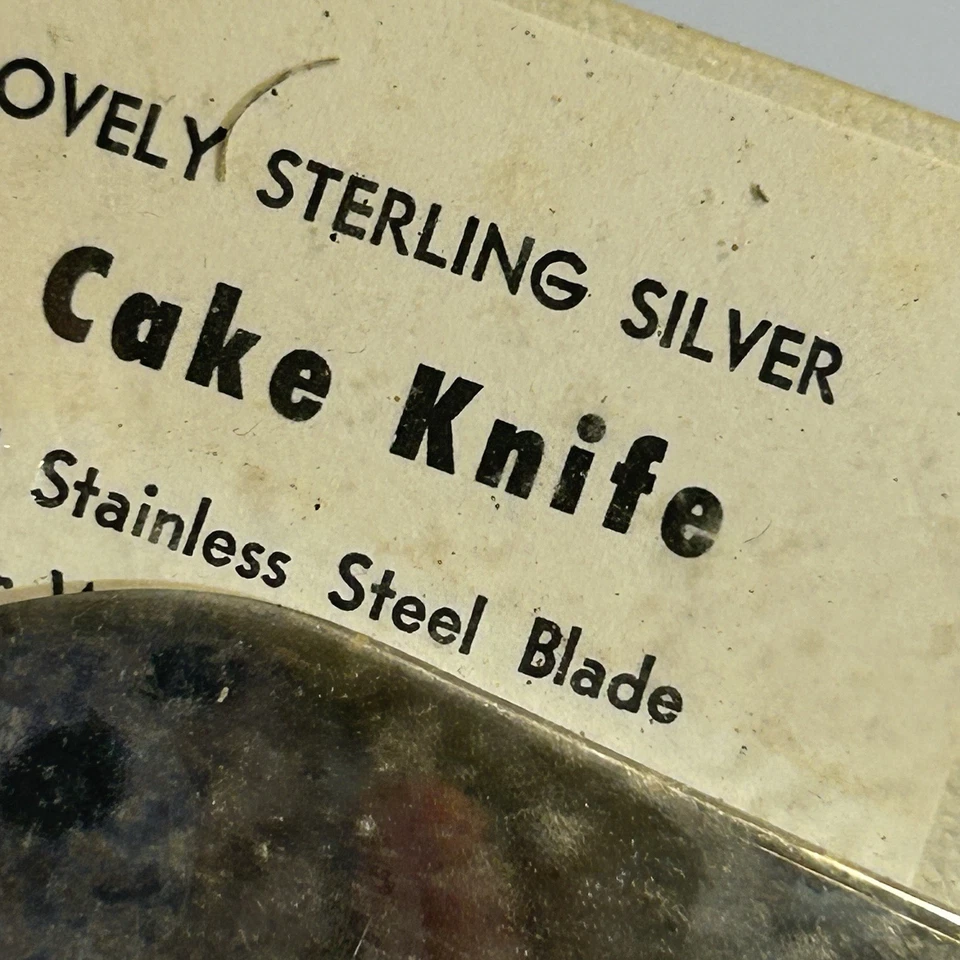 OVELY STERLING SILVER
Cake Knife
Stainless Steel Blade